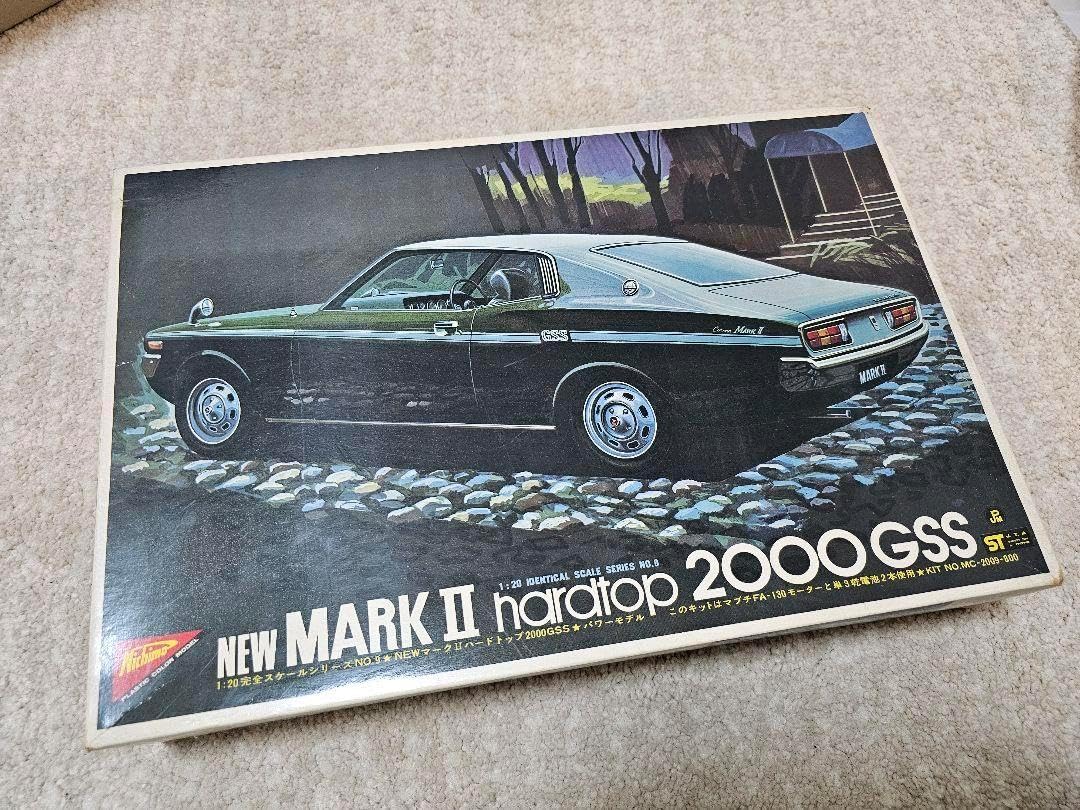 GSS
Corona MARK II
MARK II
1:20 IDENTICAL SCALE SERIES NO.9
NEW MARK II hardtop 2000GSS
1:20完全スケールシリーズNO.9★NEWマークIIハードトップ2000GSS★パワーモデル このキットはマブチFA-130モーターと単3乾電池2本使用★KIT NO.MC-2009-800
Nichimo
PLASTIC COLOR MODEL
JPM
ST